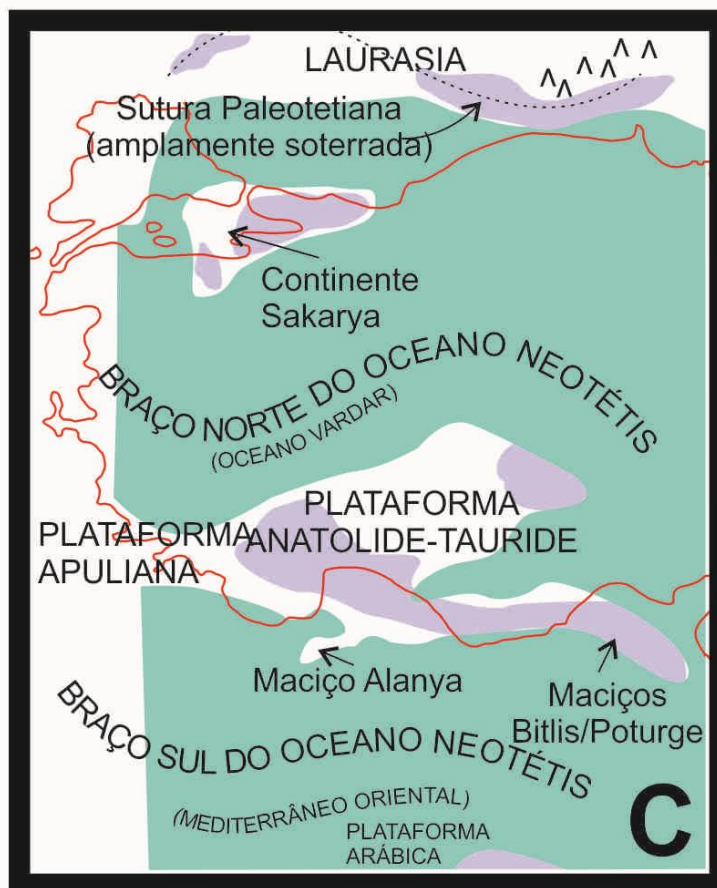 LAURASIA
Sutura Paleotetiana
(amplamente soterrada)
Continente
Sakarya
BRAÇO NORTE DO OCEANO NEOTÉTIS
(OCEANO VARDAR)
PLATAFORMA
ANATOLIDE-TAURIDE
PLATAFORMA
APULIANA
Maciço Alanya
Maciços
Bitlis/Poturge
BRAÇO SUL DO OCEANO NEOTÉTIS
(MEDITERRÂNEO ORIENTAL)
PLATAFORMA
ARÁBICA
C